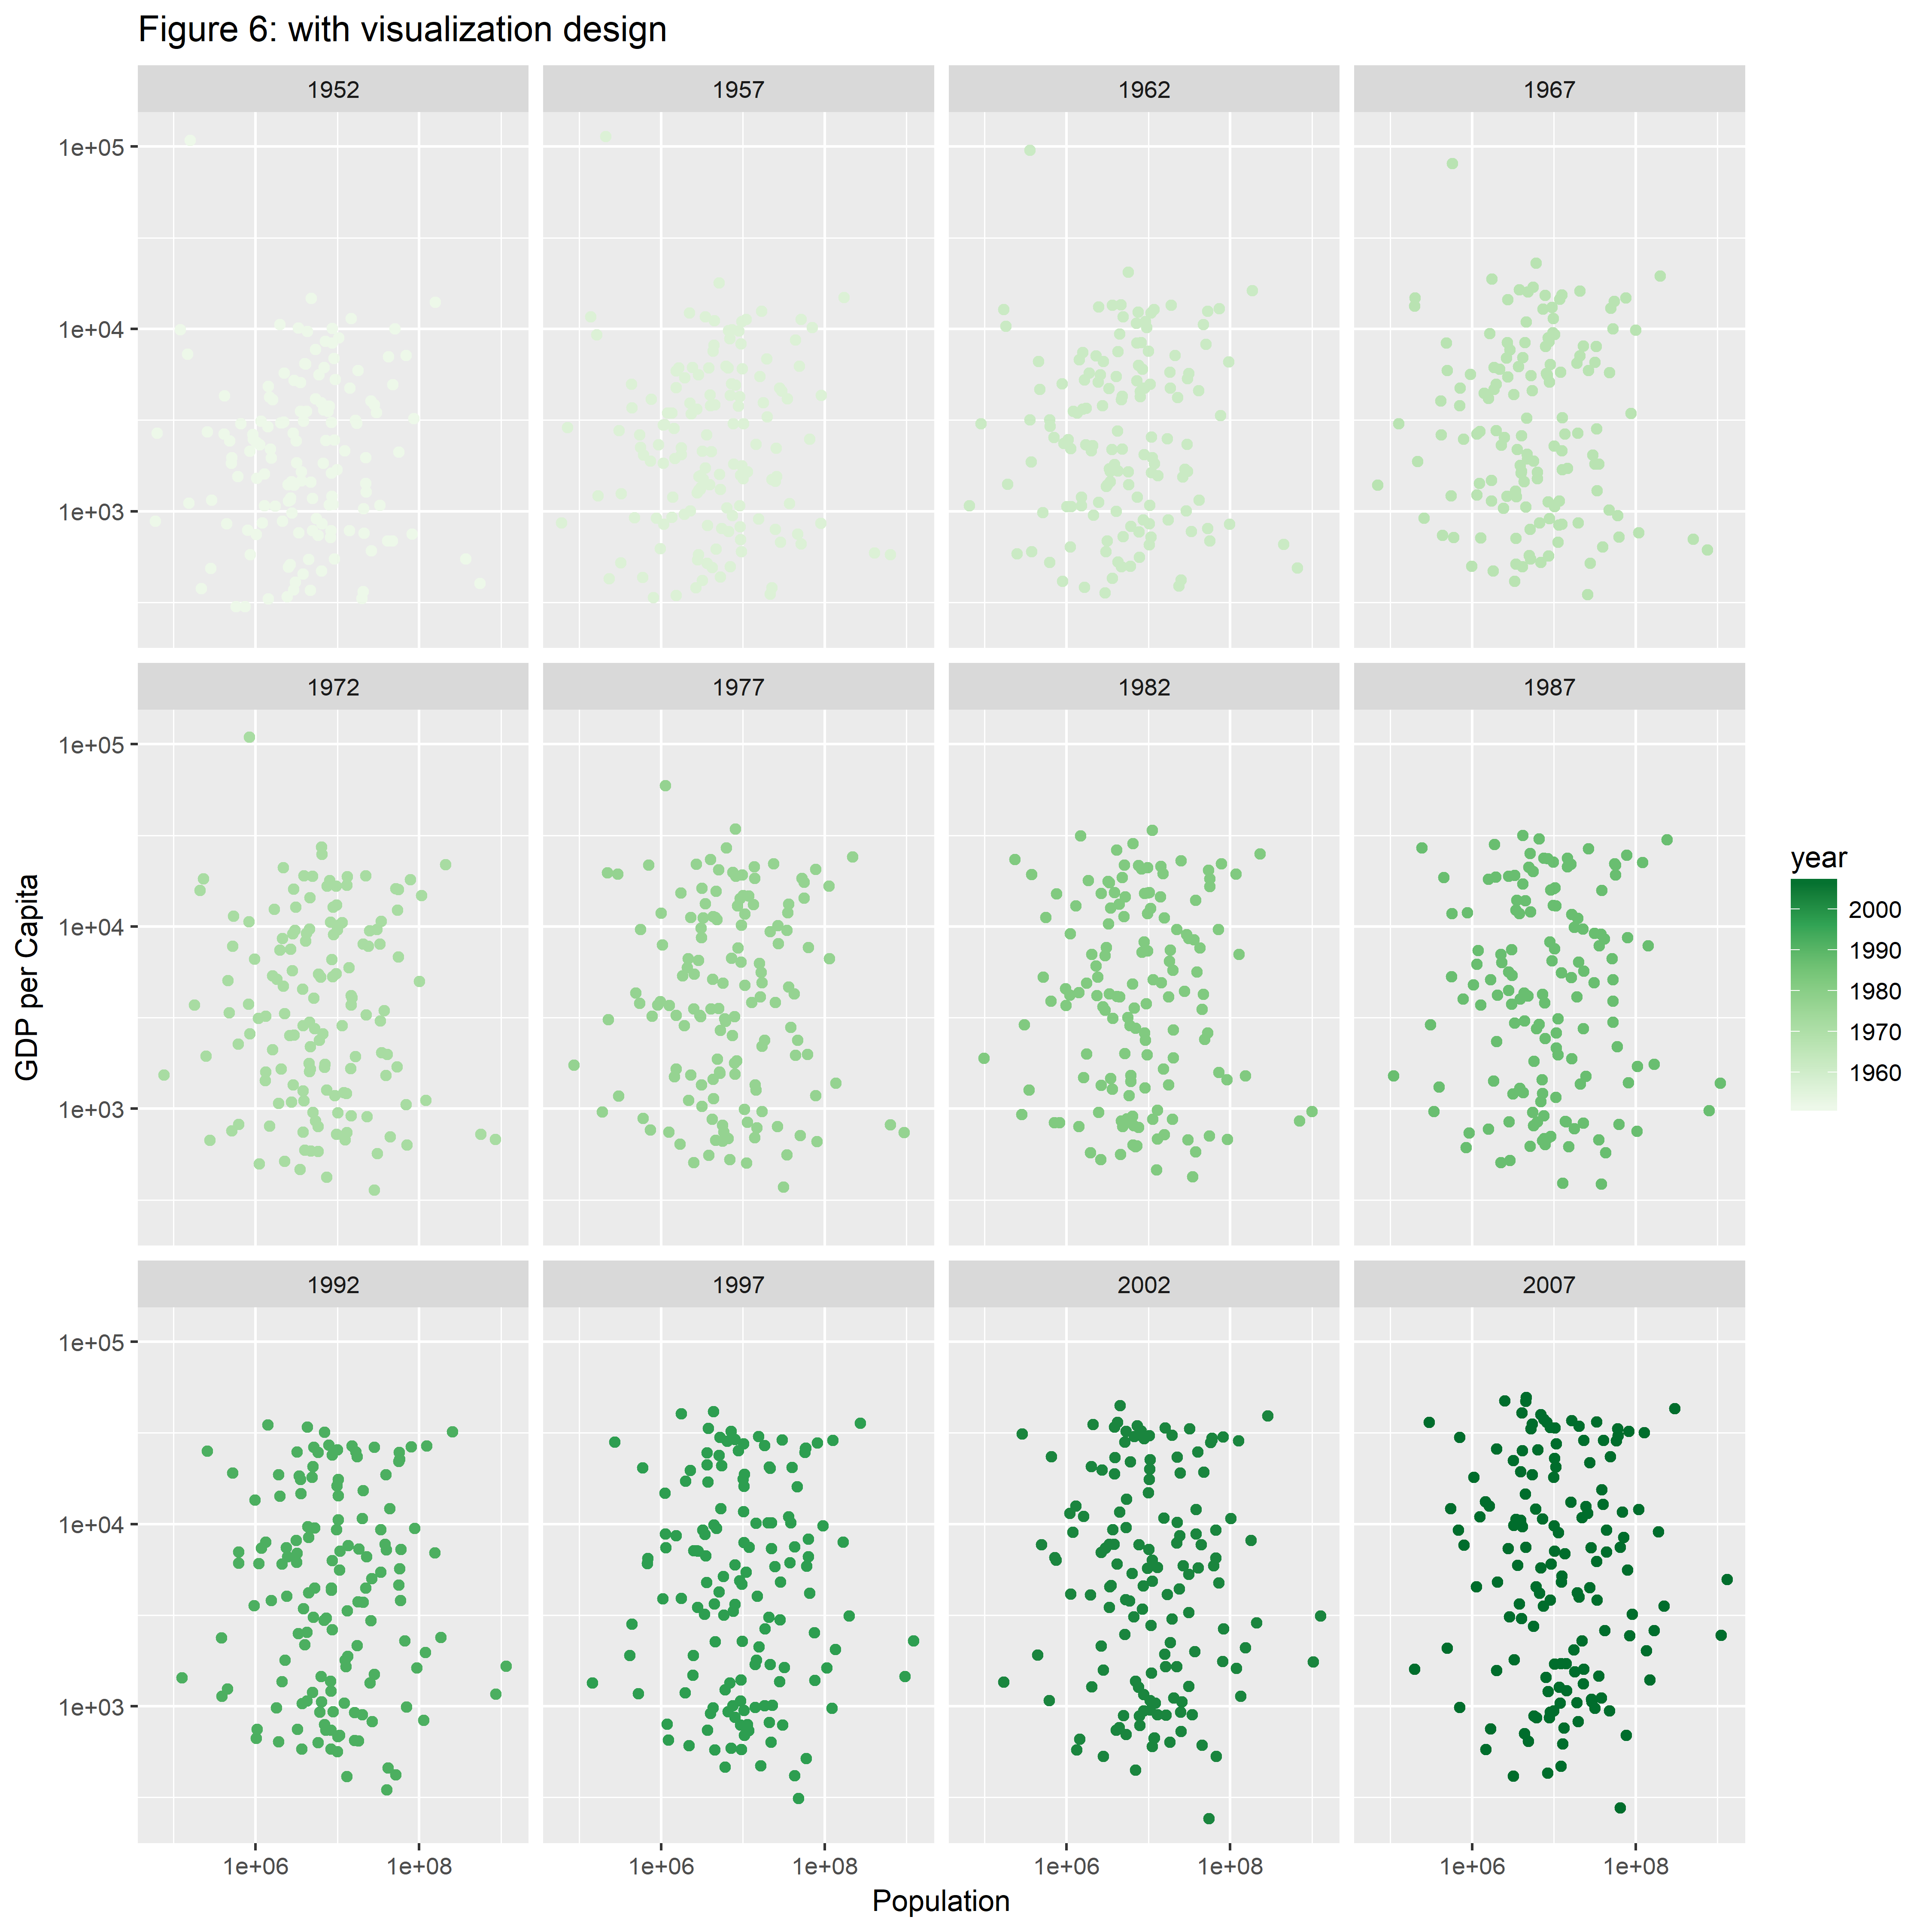 Figure 6: with visualization design
1952 1957 1962 1967
1e+05
1e+04
1e+03
1972 1977 1982 1987
1e+05
1e+04
1e+03
1992 1997 2002 2007
1e+05
1e+04
1e+03
1e+06 1e+08 1e+06 1e+08 1e+06 1e+08 1e+06 1e+08
Population
GDP per Capita
year
2000
1990
1980
1970
1960